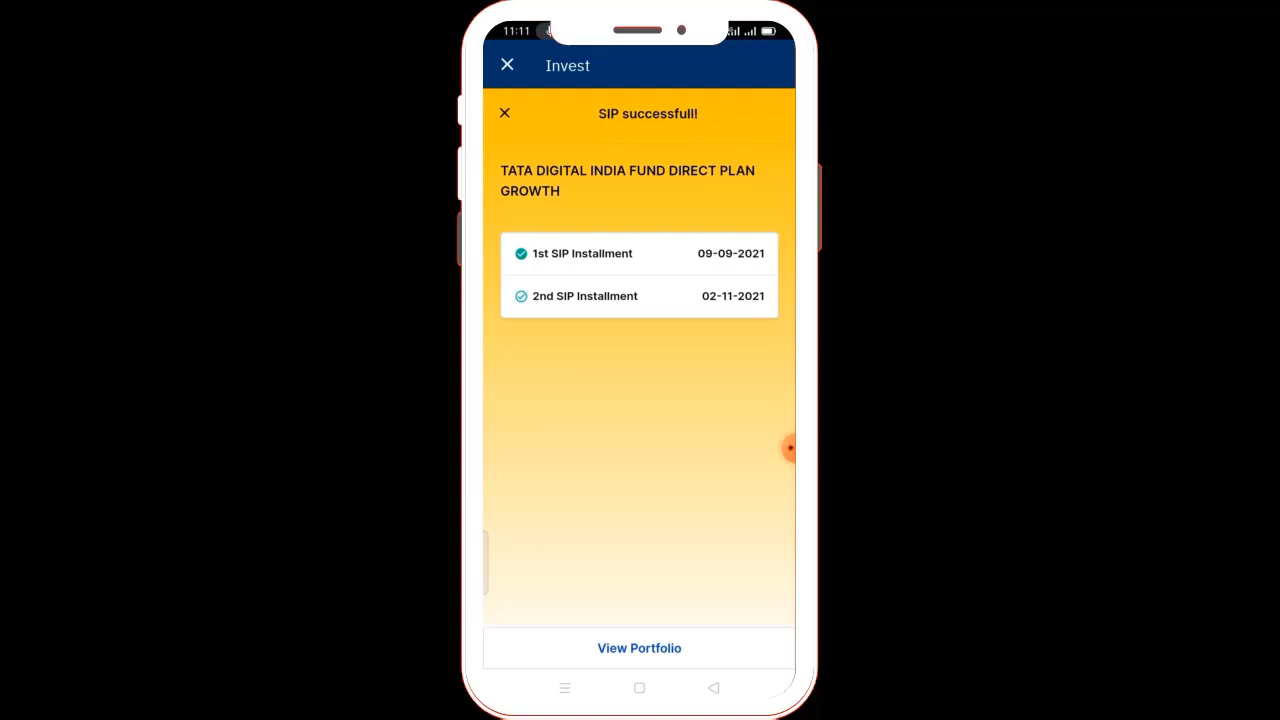 11:11
Invest
SIP successfull!
TATA DIGITAL INDIA FUND DIRECT PLAN
GROWTH
1st SIP Installment 09-09-2021
2nd SIP Installment 02-11-2021
View Portfolio